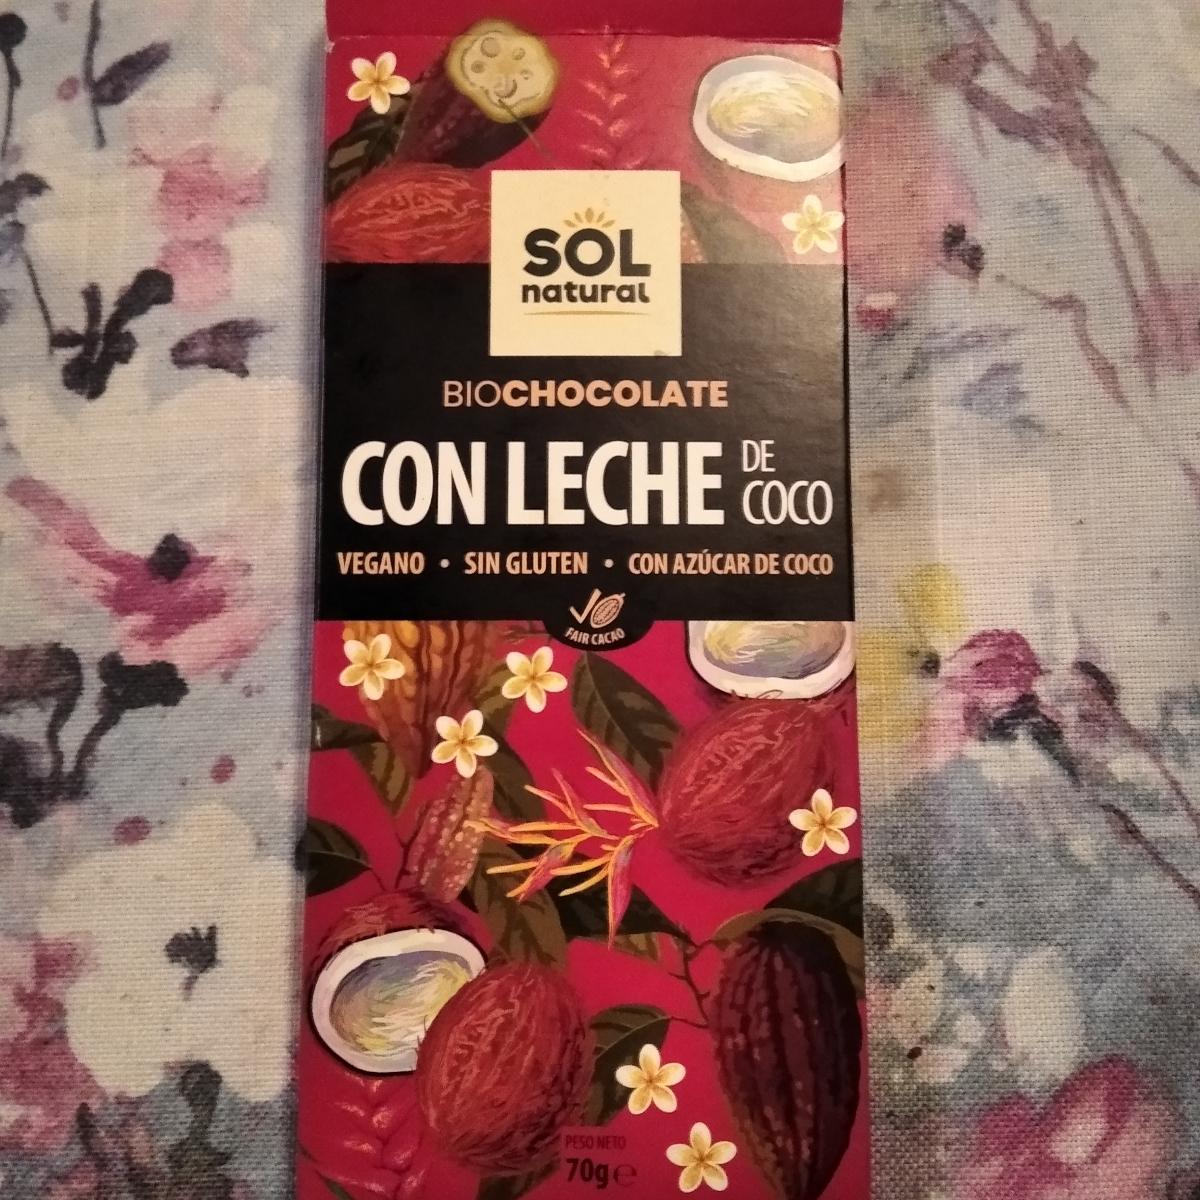 SOL
natural
BIOCHOCOLATE
CON LECHE DE COCO
VEGANO • SIN GLUTEN • CON AZÚCAR DE COCO
FAIR CACAO
PESO NETO
70g ℮